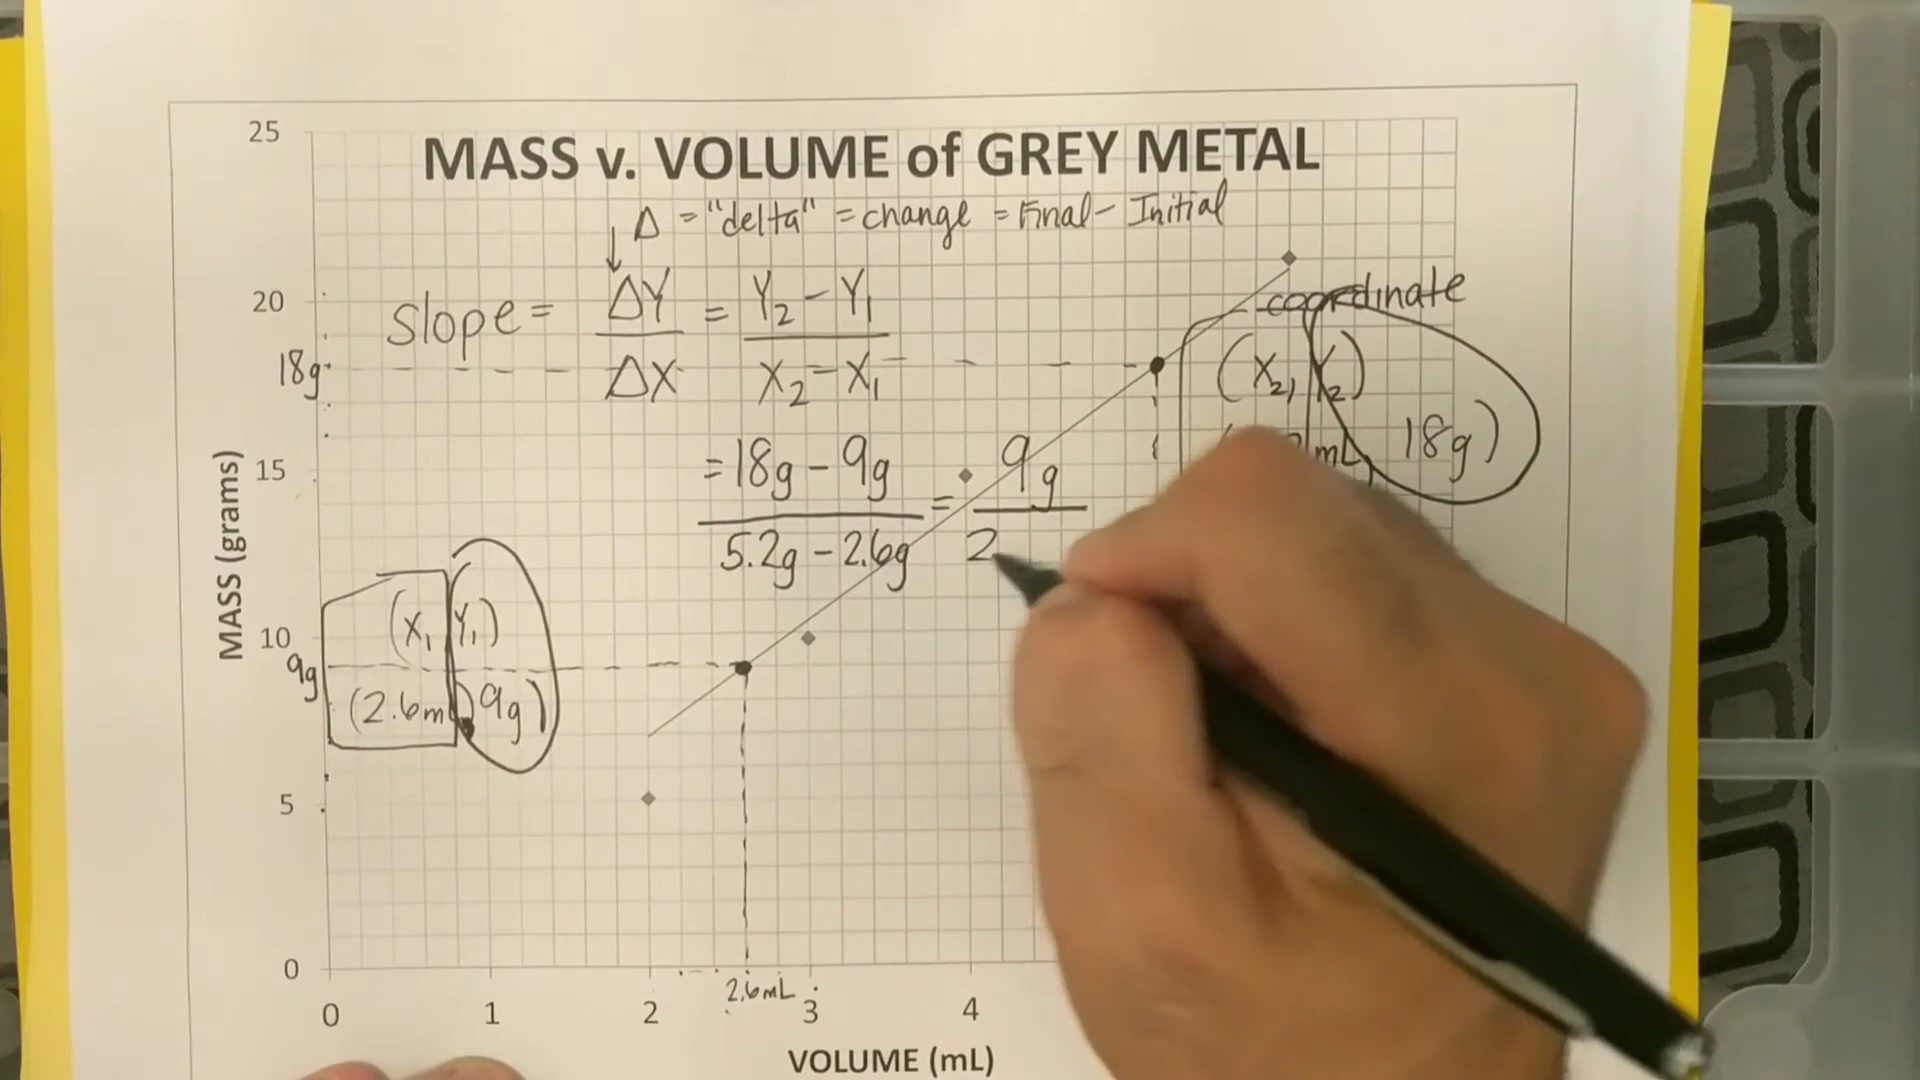 MASS v. VOLUME of GREY METAL
Δ = "delta" = change = Final - Initial
Slope = ΔY / ΔX = Y₂ - Y₁ / X₂ - X₁
= 18g - 9g / 5.2g - 2.6g = 9g / 2
coordinate
(X₂, Y₂)
mL, 18g)
(X₁, Y₁)
(2.6mL, 9g)
MASS (grams)
25
20
18g
15
10
9g
5
0
2.6mL
0 1 2 3 4
VOLUME (mL)